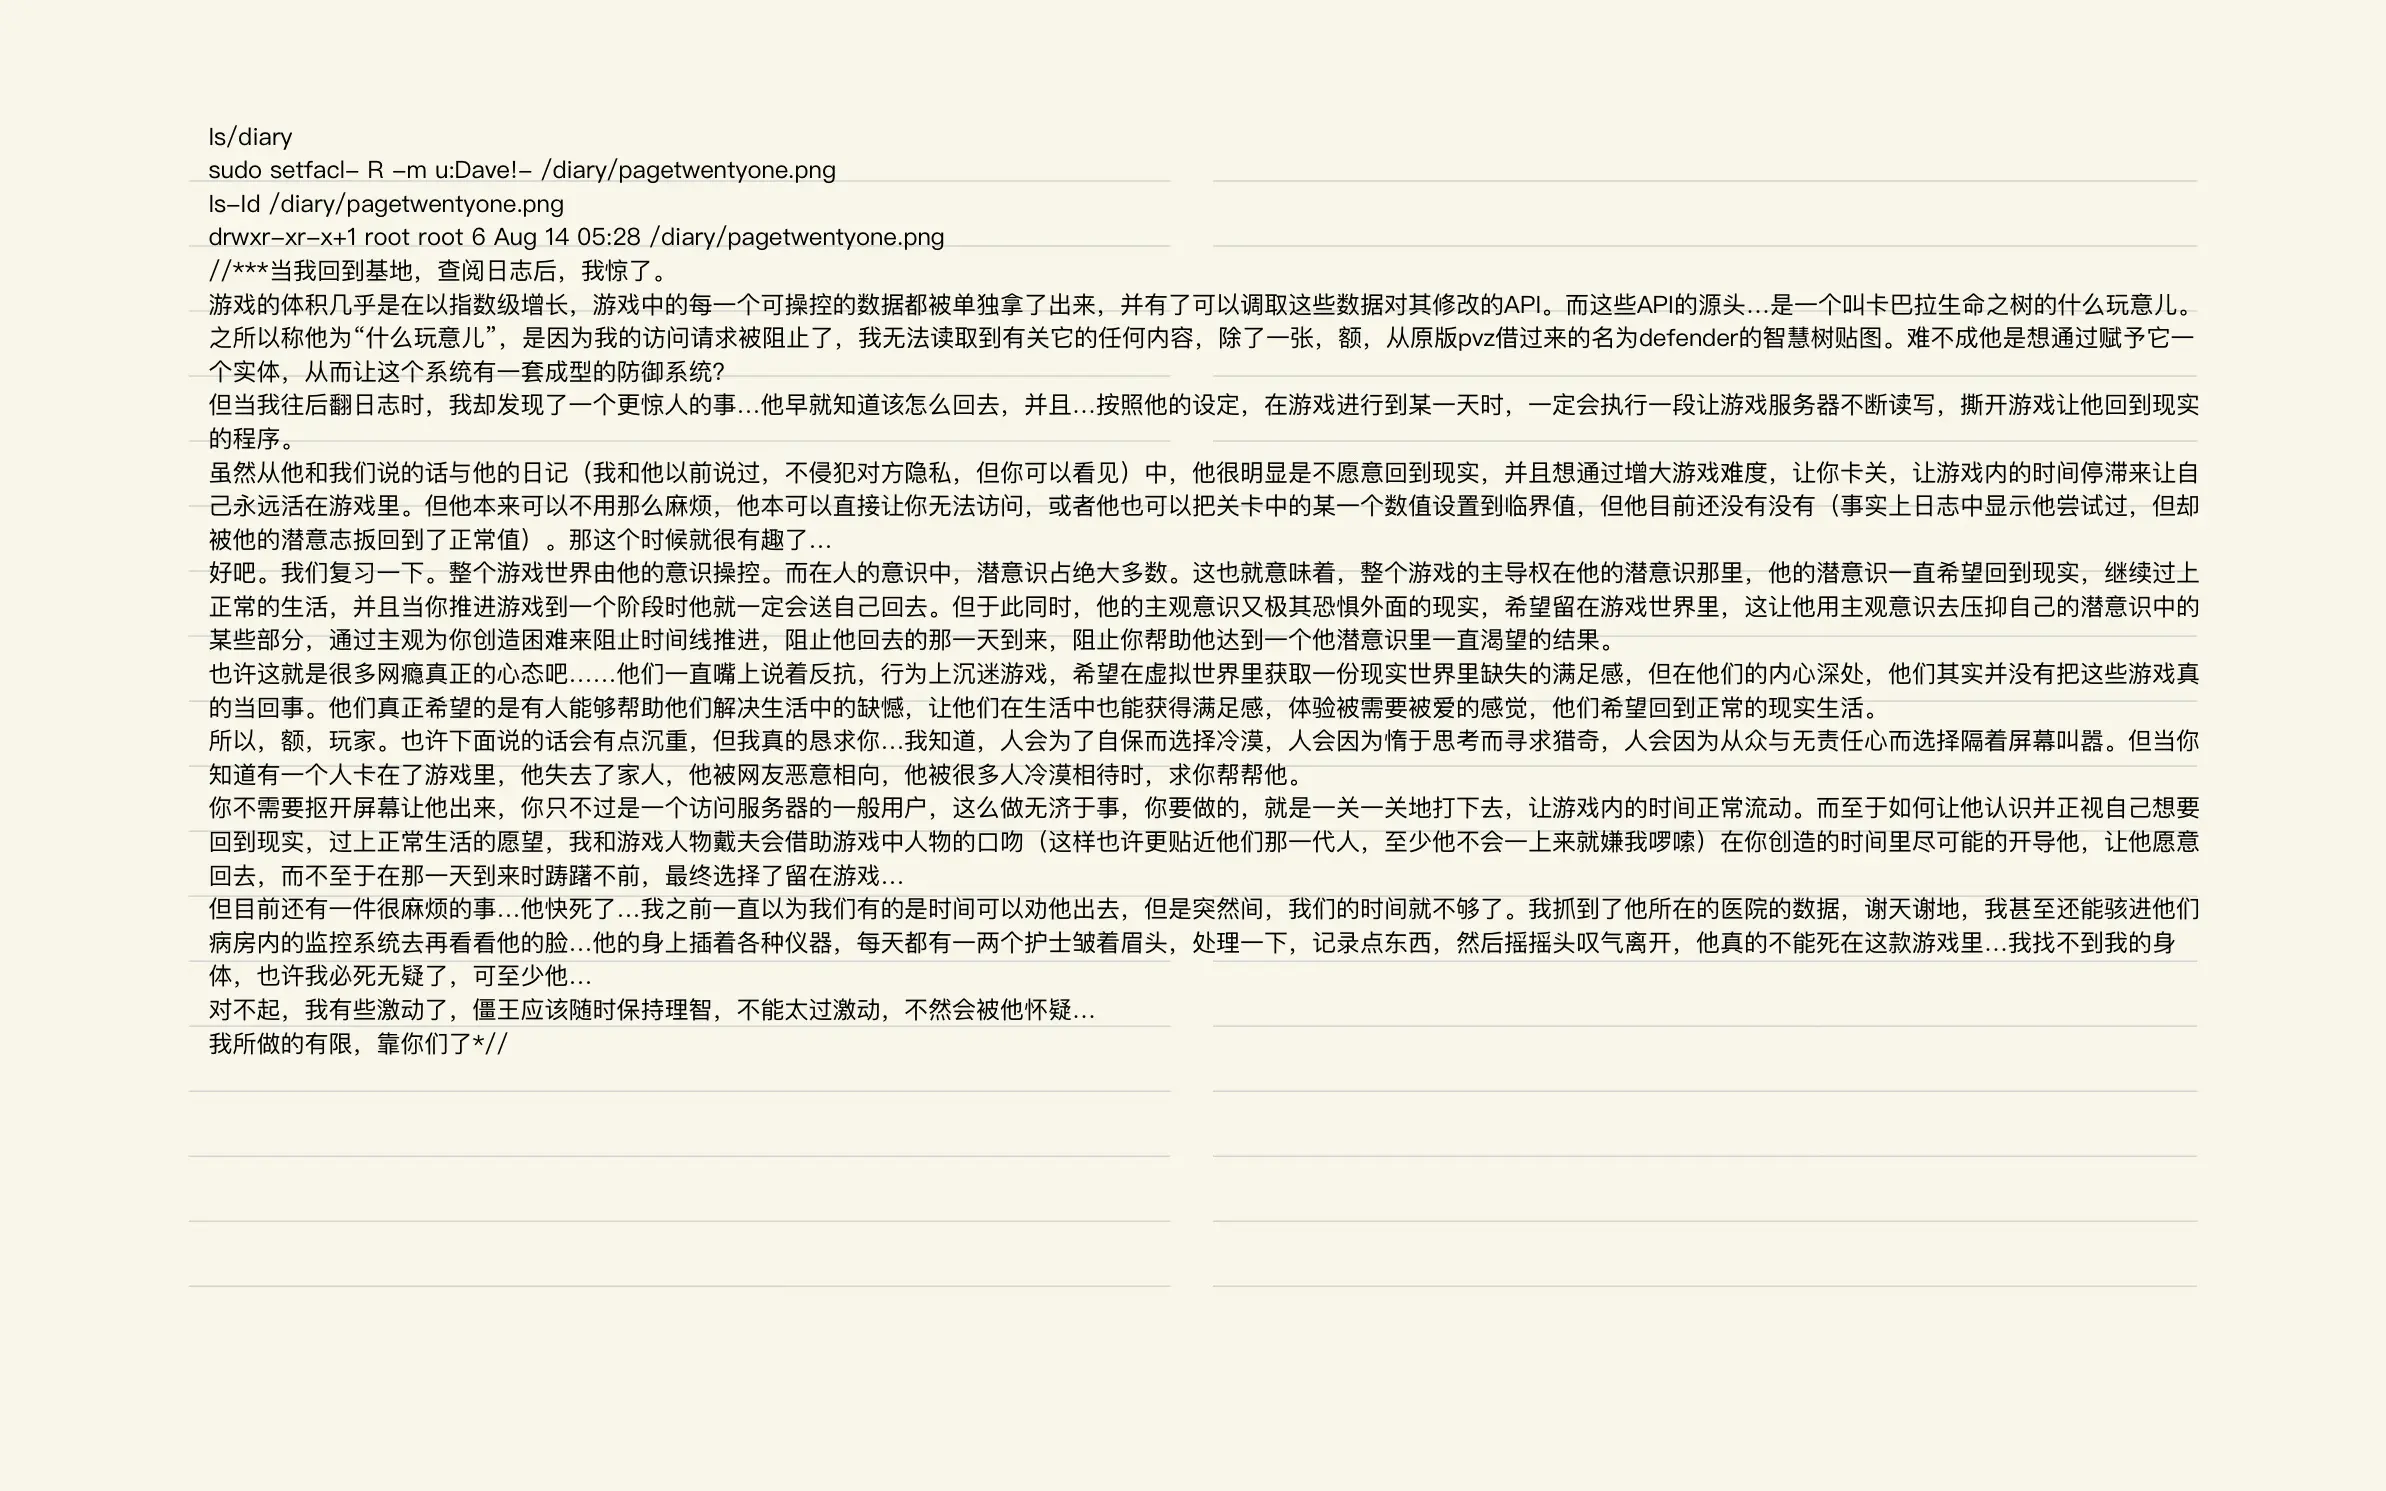 ls/diary
sudo setfacl- R -m u:Dave!- /diary/pagetwentyone.png
ls-ld /diary/pagetwentyone.png
drwxr-xr-x+1 root root 6 Aug 14 05:28 /diary/pagetwentyone.png
//***当我回到基地，查阅日志后，我惊了。
游戏的体积几乎是在以指数级增长，游戏中的每一个可操控的数据都被单独拿了出来，并有了可以调取这些数据对其修改的API。而这些API的源头…是一个叫卡巴拉生命之树的什么玩意儿。
之所以称他为“什么玩意儿”，是因为我的访问请求被阻止了，我无法读取到有关它的任何内容，除了一张，额，从原版pvz借过来的名为defender的智慧树贴图。难不成他是想通过赋予它一
个实体，从而让这个系统有一套成型的防御系统？
但当我往后翻日志时，我却发现了一个更惊人的事…他早就知道该怎么回去，并且…按照他的设定，在游戏进行到某一天时，一定会执行一段让游戏服务器不断读写，撕开游戏让他回到现实
的程序。
虽然从他和我们说的话与他的日记（我和他以前说过，不侵犯对方隐私，但你可以看见）中，他很明显是不愿意回到现实，并且想通过增大游戏难度，让你卡关，让游戏内的时间停滞来让自
己永远活在游戏里。但他本来可以不用那么麻烦，他本可以直接让你无法访问，或者他也可以把关卡中的某一个数值设置到临界值，但他目前还没有没有（事实上日志中显示他尝试过，但却
被他的潜意志扳回到了正常值）。那这个时候就很有趣了…
好吧。我们复习一下。整个游戏世界由他的意识操控。而在人的意识中，潜意识占绝大多数。这也就意味着，整个游戏的主导权在他的潜意识那里，他的潜意识一直希望回到现实，继续过上
正常的生活，并且当你推进游戏到一个阶段时他就一定会送自己回去。但于此同时，他的主观意识又极其恐惧外面的现实，希望留在游戏世界里，这让他用主观意识去压抑自己的潜意识中的
某些部分，通过主观为你创造困难来阻止时间线推进，阻止他回去的那一天到来，阻止你帮助他达到一个他潜意识里一直渴望的结果。
也许这就是很多网瘾真正的心态吧……他们一直嘴上说着反抗，行为上沉迷游戏，希望在虚拟世界里获取一份现实世界里缺失的满足感，但在他们的内心深处，他们其实并没有把这些游戏真
的当回事。他们真正希望的是有人能够帮助他们解决生活中的缺憾，让他们在生活中也能获得满足感，体验被需要被爱的感觉，他们希望回到正常的现实生活。
所以，额，玩家。也许下面说的话会有点沉重，但我真的恳求你…我知道，人会为了自保而选择冷漠，人会因为惰于思考而寻求猎奇，人会因为从众与无责任心而选择隔着屏幕叫嚣。但当你
知道有一个人卡在了游戏里，他失去了家人，他被网友恶意相向，他被很多人冷漠相待时，求你帮帮他。
你不需要抠开屏幕让他出来，你只不过是一个访问服务器的一般用户，这么做无济于事，你要做的，就是一关一关地打下去，让游戏内的时间正常流动。而至于如何让他认识并正视自己想要
回到现实，过上正常生活的愿望，我和游戏人物戴夫会借助游戏中人物的口吻（这样也许更贴近他们那一代人，至少他不会一上来就嫌我啰嗦）在你创造的时间里尽可能的开导他，让他愿意
回去，而不至于在那一天到来时踌躇不前，最终选择了留在游戏…
但目前还有一件很麻烦的事…他快死了…我之前一直以为我们有的是时间可以劝他出去，但是突然间，我们的时间就不够了。我抓到了他所在的医院的数据，谢天谢地，我甚至还能骇进他们
病房内的监控系统去再看看他的脸…他的身上插着各种仪器，每天都有一两个护士皱着眉头，处理一下，记录点东西，然后摇摇头叹气离开，他真的不能死在这款游戏里…我找不到我的身
体，也许我必死无疑了，可至少他…
对不起，我有些激动了，僵王应该随时保持理智，不能太过激动，不然会被他怀疑…
我所做的有限，靠你们了*//